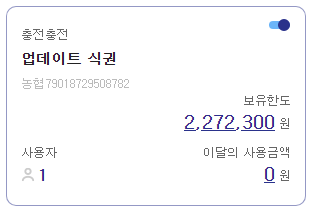 충전충전
업데이트 식권
농협79018729508782
보유한도
2,272,300 원
사용자 이달의 사용금액
1 0 원